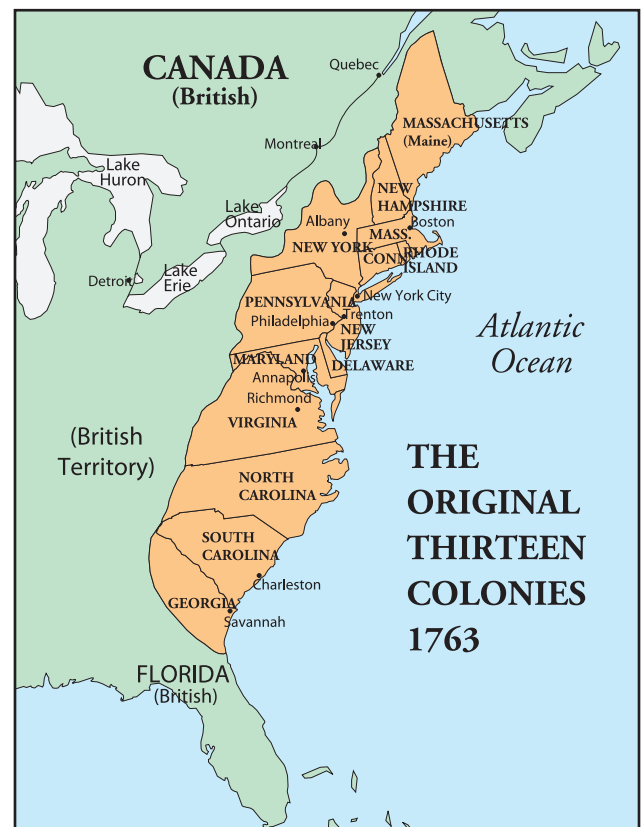 CANADA
(British)
Quebec
MASSACHUSETTS
(Maine)
Montreal
Lake
Huron
NEW
HAMPSHIRE
Lake
Ontario
Albany
Boston
MASS.
NEW YORK
CONN.
RHODE
ISLAND
Detroit
Lake
Erie
PENNSYLVANIA
New York City
Philadelphia
Trenton
NEW
JERSEY
Atlantic
Ocean
MARYLAND
DELAWARE
Annapolis
Richmond
VIRGINIA
(British
Territory)
THE
ORIGINAL
THIRTEEN
COLONIES
1763
NORTH
CAROLINA
SOUTH
CAROLINA
Charleston
GEORGIA
Savannah
FLORIDA
(British)